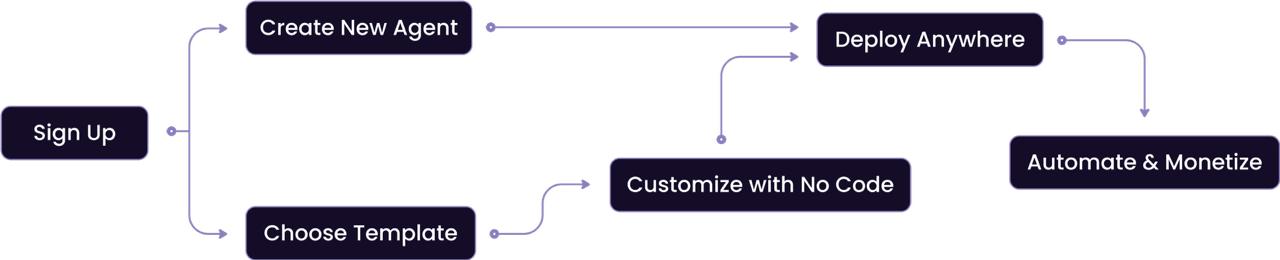 Create New Agent
Deploy Anywhere
Sign Up
Automate & Monetize
Customize with No Code
Choose Template